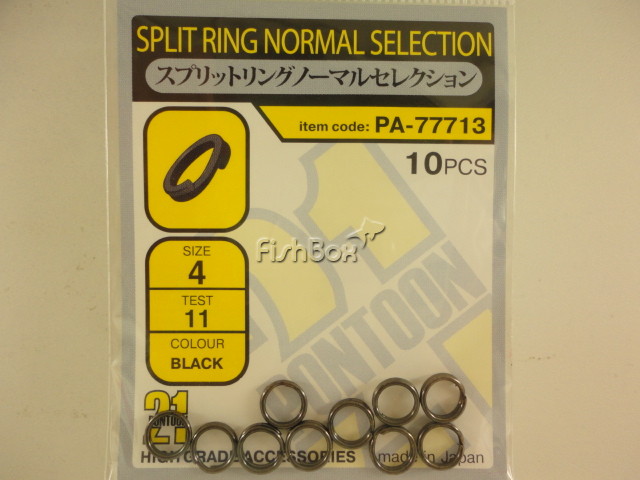 SPLIT RING NORMAL SELECTION
スプリットリングノーマルセレクション
item code: PA-77713
10PCS
FishBox
SIZE
4
TEST
11
COLOUR
BLACK
PONTOON
21
PONTOON
HIGH GRADE ACCESSORIES
made in Japan